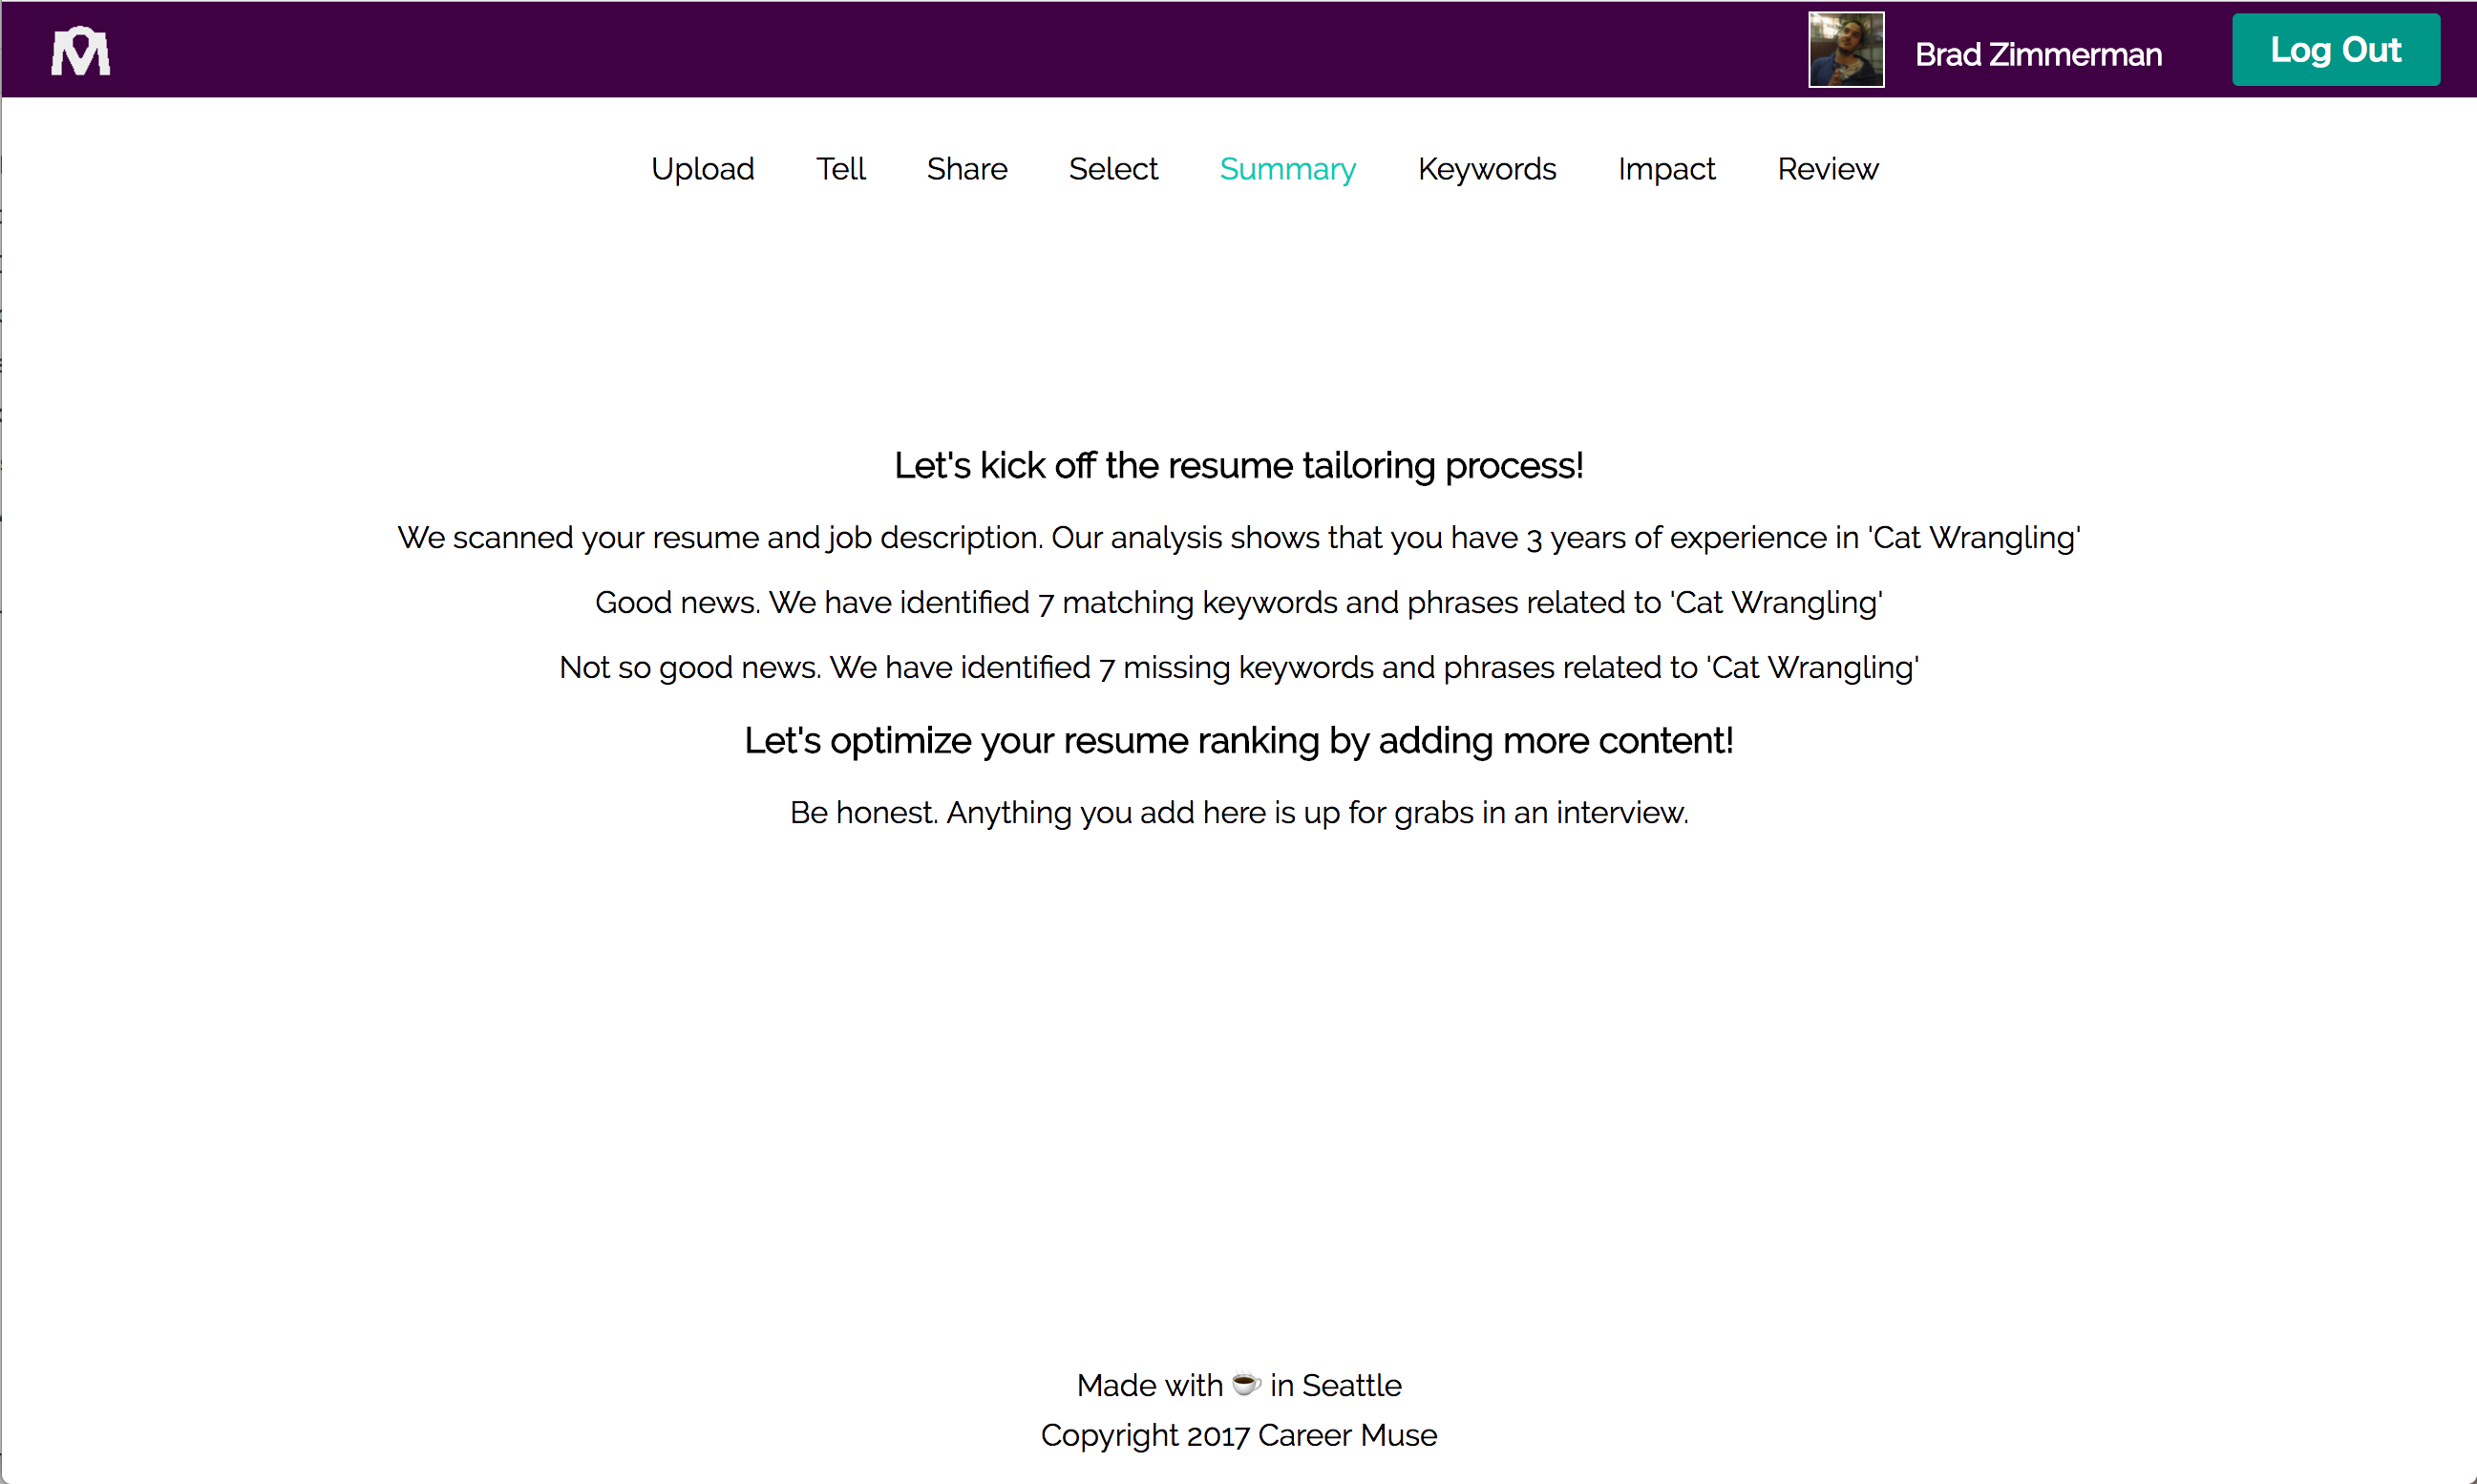 Brad Zimmerman
Log Out
Upload Tell Share Select Summary Keywords Impact Review
Let's kick off the resume tailoring process!
We scanned your resume and job description. Our analysis shows that you have 3 years of experience in 'Cat Wrangling'
Good news. We have identified 7 matching keywords and phrases related to 'Cat Wrangling'
Not so good news. We have identified 7 missing keywords and phrases related to 'Cat Wrangling'
Let's optimize your resume ranking by adding more content!
Be honest. Anything you add here is up for grabs in an interview.
Made with ☕ in Seattle
Copyright 2017 Career Muse